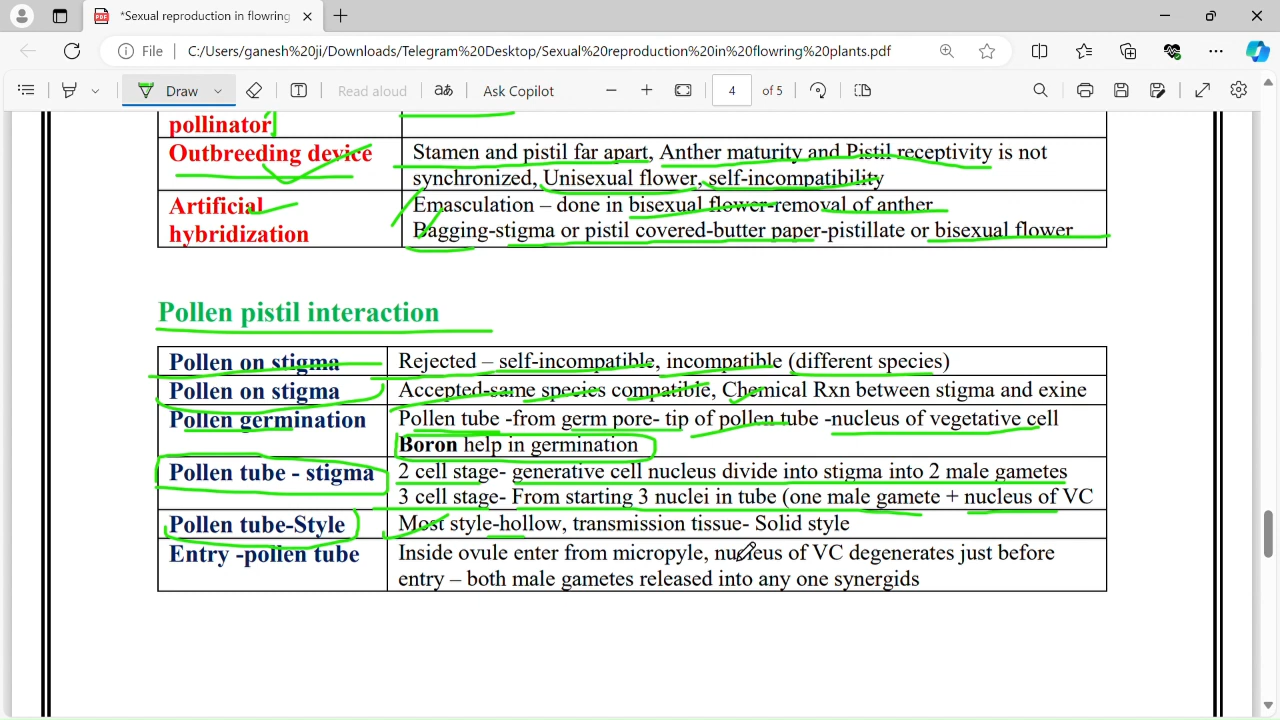 *Sexual reproduction in flowring
File | C:/Users/ganesh%20ji/Downloads/Telegram%20Desktop/Sexual%20reproduction%20in%20flowring%20plants.pdf
Draw
Read aloud
Ask Copilot
4 of 5
pollinator
Outbreeding device
Stamen and pistil far apart, Anther maturity and Pistil receptivity is not
synchronized, Unisexual flower, self-incompatibility
Artificial
hybridization
Emasculation – done in bisexual flower-removal of anther
Bagging-stigma or pistil covered-butter paper-pistillate or bisexual flower
Pollen pistil interaction
Pollen on stigma
Rejected – self-incompatible, incompatible (different species)
Pollen on stigma
Accepted-same species compatible, Chemical Rxn between stigma and exine
Pollen germination
Pollen tube -from germ pore- tip of pollen tube -nucleus of vegetative cell
Boron help in germination
Pollen tube - stigma
2 cell stage- generative cell nucleus divide into stigma into 2 male gametes
3 cell stage- From starting 3 nuclei in tube (one male gamete + nucleus of VC
Pollen tube-Style
Most style-hollow, transmission tissue- Solid style
Entry -pollen tube
Inside ovule enter from micropyle, nucleus of VC degenerates just before
entry – both male gametes released into any one synergids